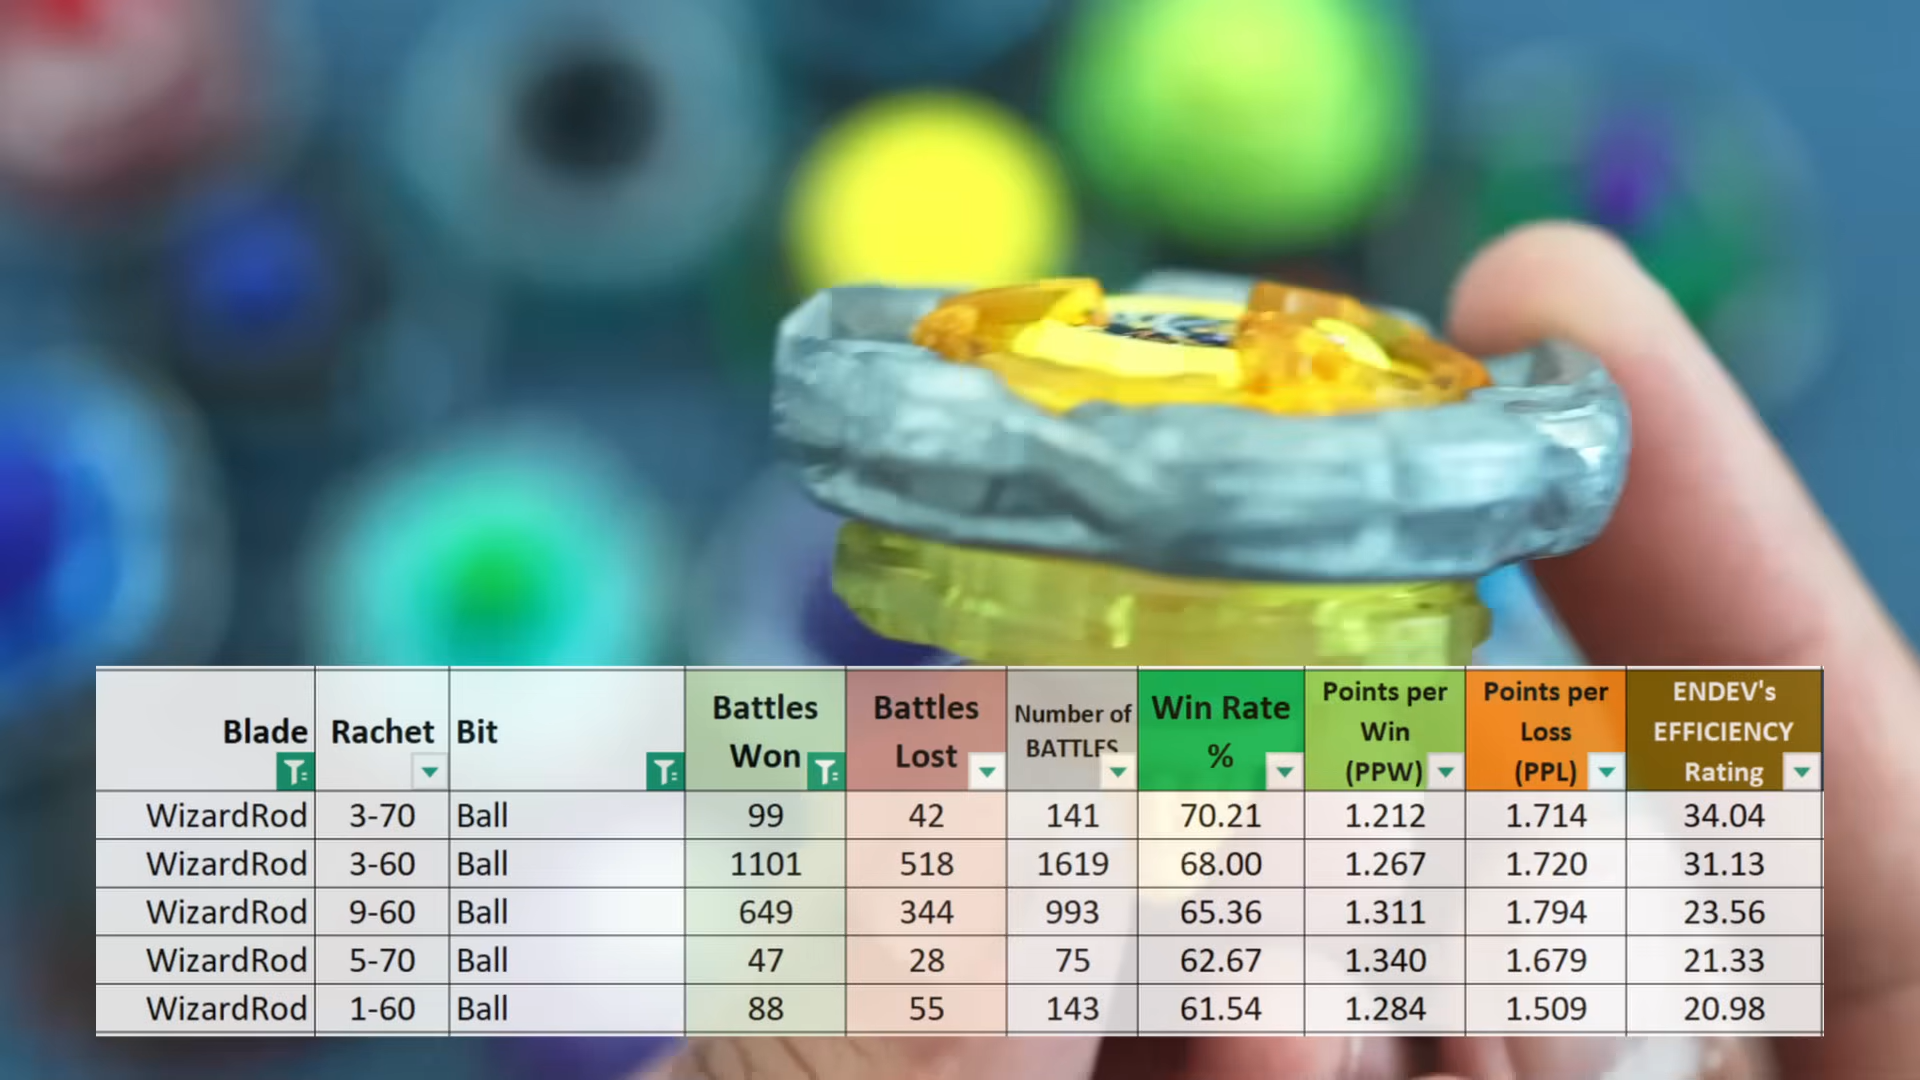 Blade Rachet Bit Battles Won Battles Lost Number of BATTLES Win Rate % Points per Win (PPW) Points per Loss (PPL) ENDEV's EFFICIENCY Rating
WizardRod 3-70 Ball 99 42 141 70.21 1.212 1.714 34.04
WizardRod 3-60 Ball 1101 518 1619 68.00 1.267 1.720 31.13
WizardRod 9-60 Ball 649 344 993 65.36 1.311 1.794 23.56
WizardRod 5-70 Ball 47 28 75 62.67 1.340 1.679 21.33
WizardRod 1-60 Ball 88 55 143 61.54 1.284 1.509 20.98